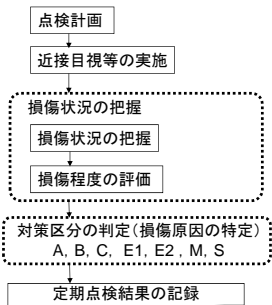 点検計画
近接目視等の実施
損傷状況の把握
損傷状況の把握
損傷程度の評価
対策区分の判定(損傷原因の特定)
A, B, C, E1, E2 , M, S
定期点検結果の記録